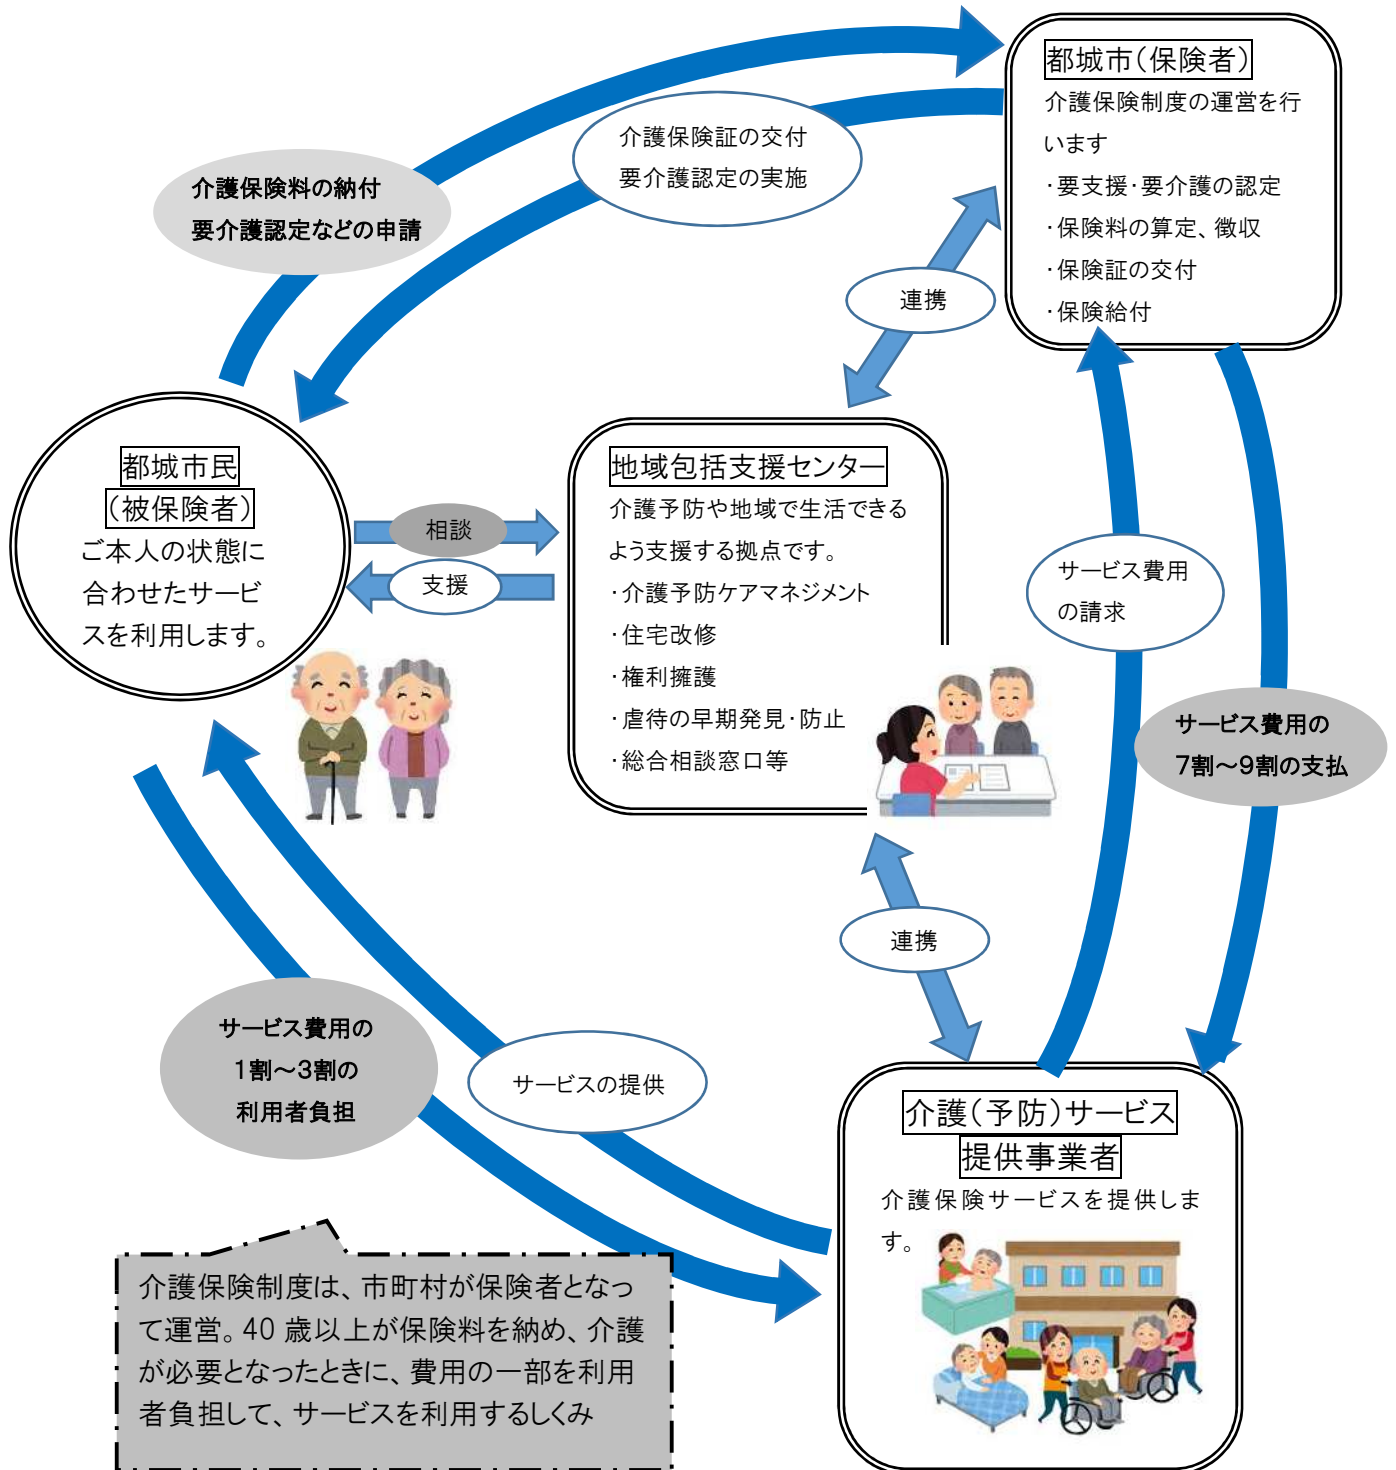 都城市(保険者)
介護保険制度の運営を行
います
・要支援・要介護の認定
・保険料の算定、徴収
・保険証の交付
・保険給付
介護保険証の交付
要介護認定の実施
介護保険料の納付
要介護認定などの申請
連携
都城市民
(被保険者)
ご本人の状態に
合わせたサービ
スを利用します。
相談
支援
地域包括支援センター
介護予防や地域で生活できる
よう支援する拠点です。
・介護予防ケアマネジメント
・住宅改修
・権利擁護
・虐待の早期発見・防止
・総合相談窓口等
サービス費用
の請求
サービス費用の
7割～9割の支払
連携
サービス費用の
1割～3割の
利用者負担
サービスの提供
介護(予防)サービス
提供事業者
介護保険サービスを提供しま
す。
介護保険制度は、市町村が保険者となっ
て運営。40 歳以上が保険料を納め、介護
が必要となったときに、費用の一部を利用
者負担して、サービスを利用するしくみ